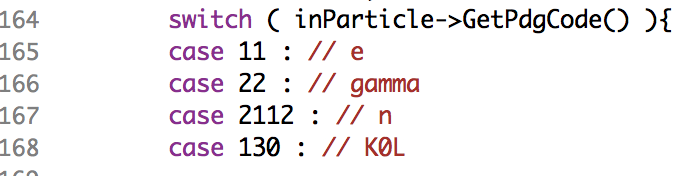 164 switch ( inParticle->GetPdgCode() ){
165 case 11 : // e
166 case 22 : // gamma
167 case 2112 : // n
168 case 130 : // K0L